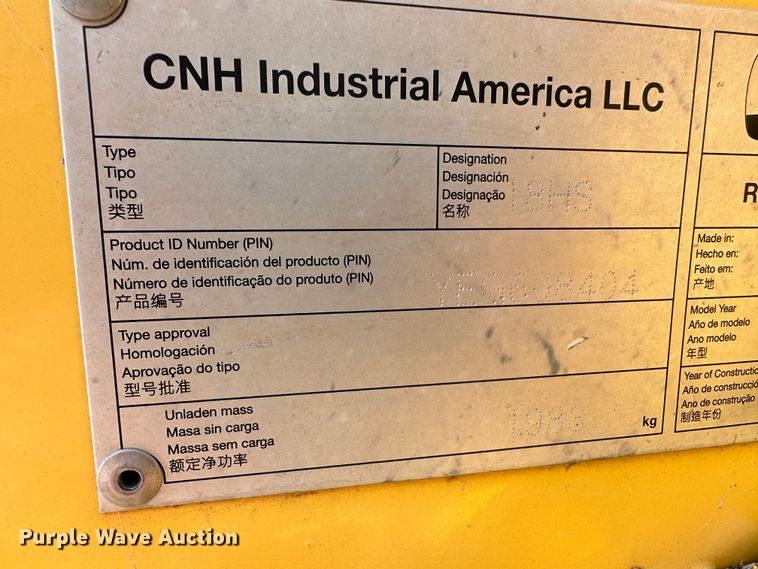 CNH Industrial America LLC
Type
Tipo
Tipo
类型
Designation
Designación
Designação 18HS
名称
Product ID Number (PIN)
Núm. de identificación del producto (PIN)
Número de identificação do produto (PIN)
产品编号
Type approval
Homologación
Aprovação do tipo
型号批准
Unladen mass
Masa sin carga
Massa sem carga
额定净功率
kg
R
Made in:
Hecho en:
Feito em:
产地
Model Year
Año de modelo
Ano modelo
年型
Year of Constructio
Año de construcció
Ano de construção
制造年份
Purple Wave Auction